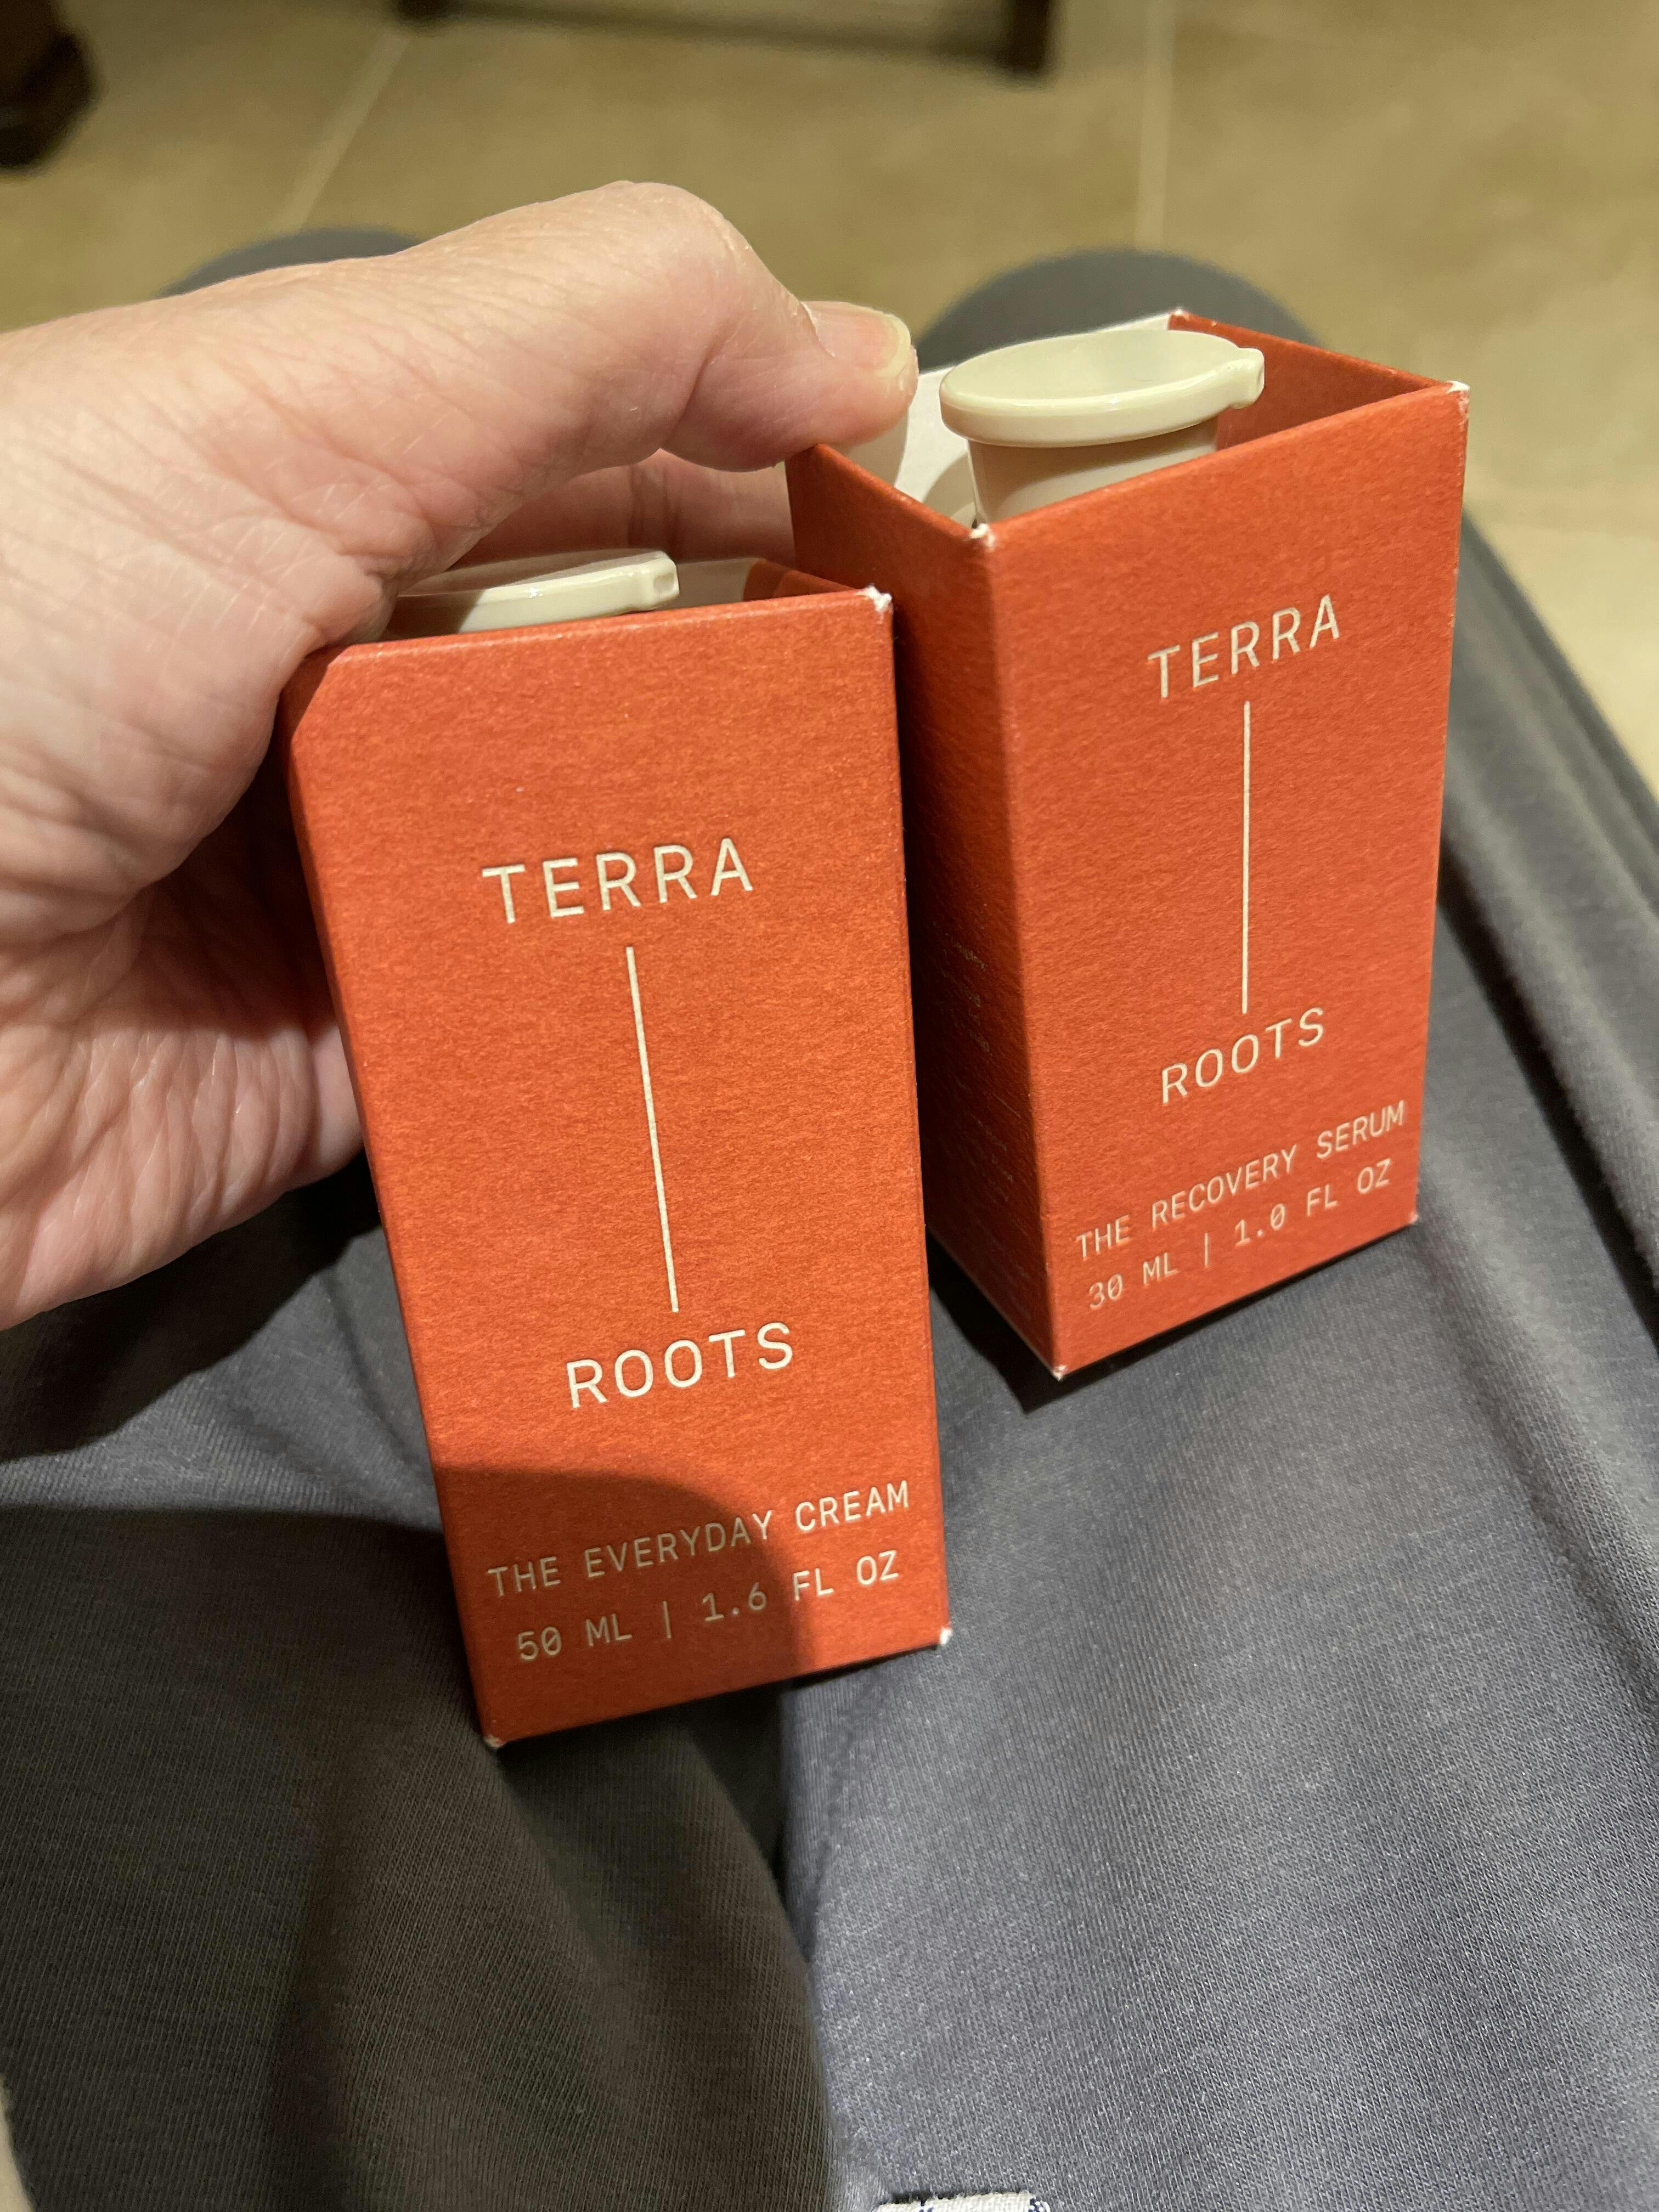 TERRA
ROOTS
THE EVERYDAY CREAM
50 ML | 1.6 FL OZ
TERRA
ROOTS
THE RECOVERY SERUM
30 ML | 1.0 FL OZ